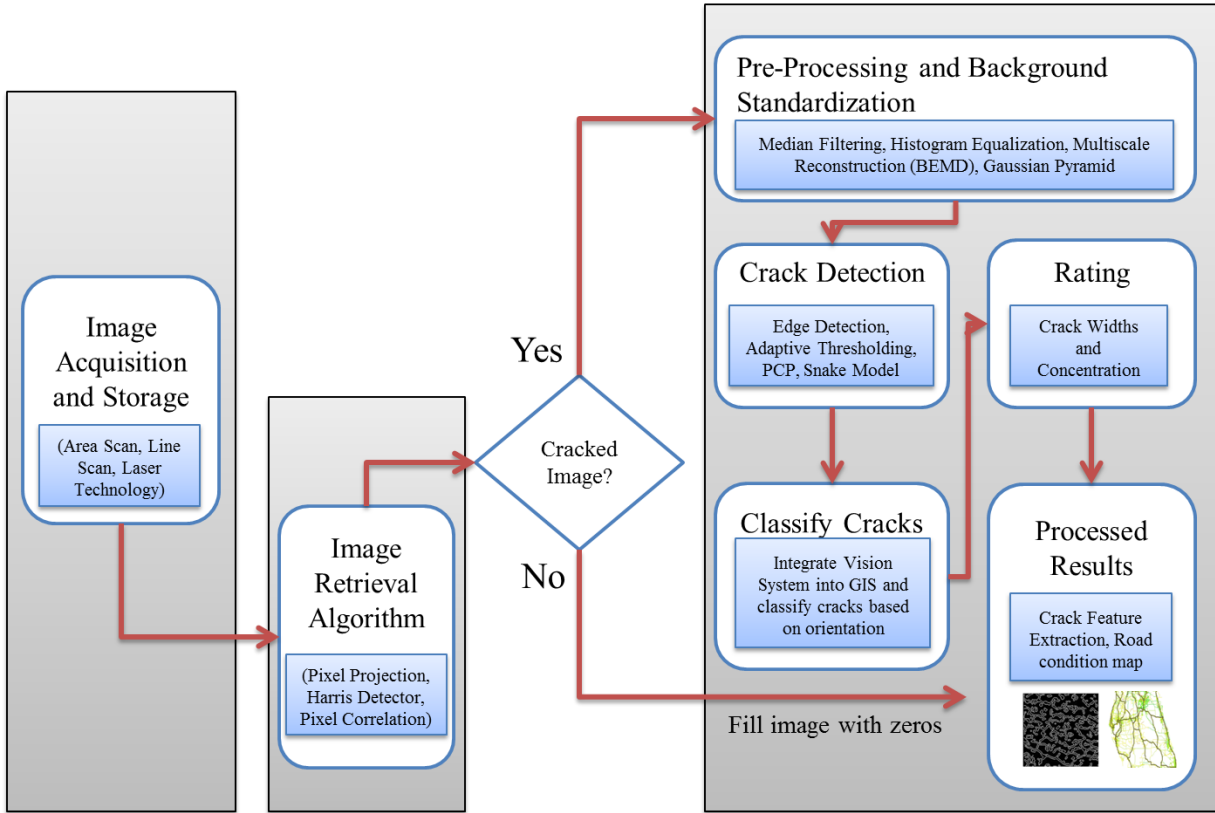 Image
Acquisition
and Storage
(Area Scan, Line
Scan, Laser
Technology)
Image
Retrieval
Algorithm
(Pixel Projection,
Harris Detector,
Pixel Correlation)
Cracked
Image?
Yes
No
Pre-Processing and Background
Standardization
Median Filtering, Histogram Equalization, Multiscale
Reconstruction (BEMD), Gaussian Pyramid
Crack Detection
Edge Detection,
Adaptive Thresholding,
PCP, Snake Model
Classify Cracks
Integrate Vision
System into GIS and
classify cracks based
on orientation
Rating
Crack Widths
and
Concentration
Processed
Results
Crack Feature
Extraction, Road
condition map
Fill image with zeros